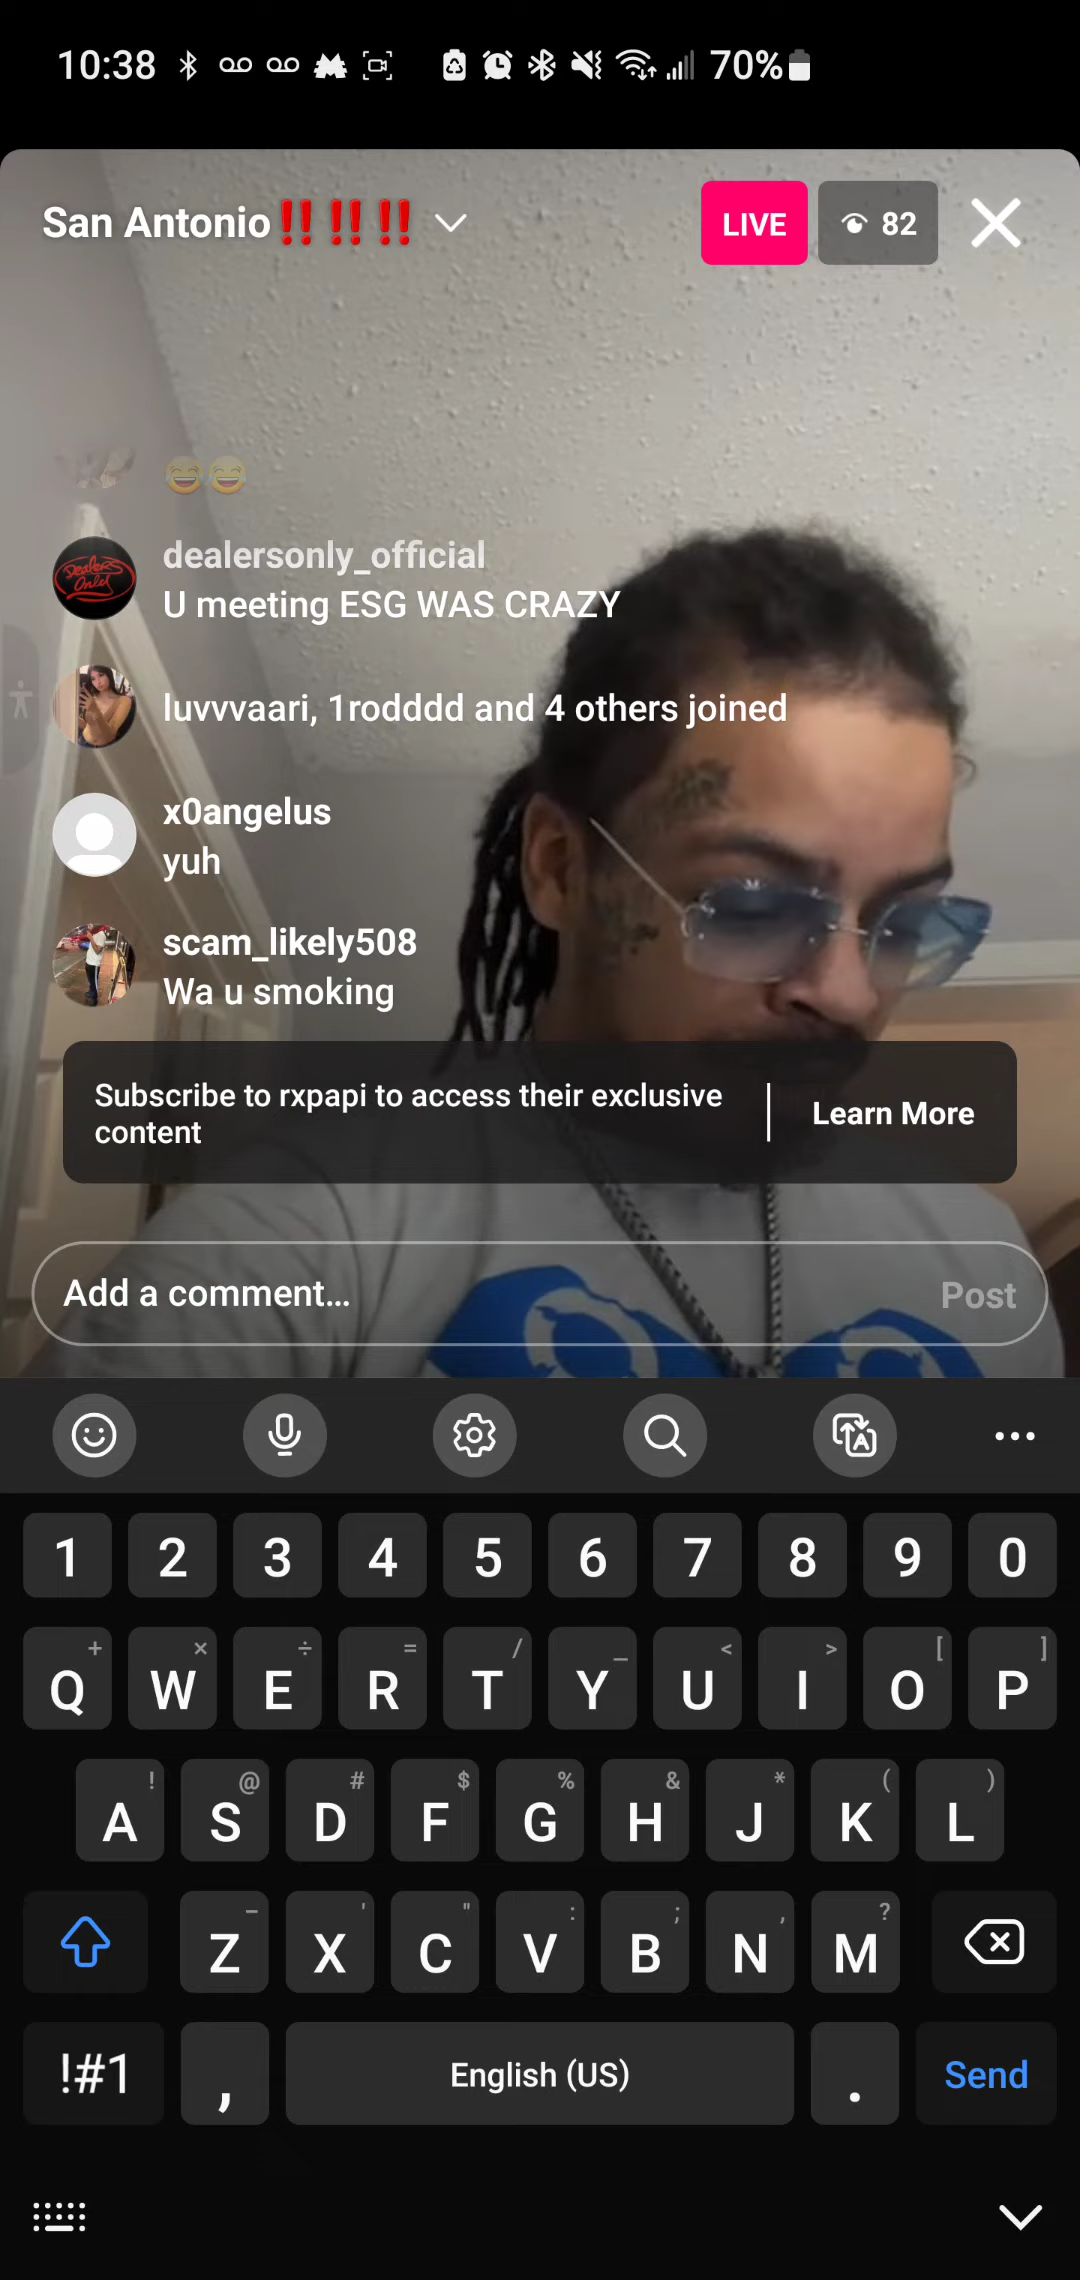 10:38 70%
San Antonio‼️‼️‼️
LIVE 82
😂😂
Dealers
Only
dealersonly_official
U meeting ESG WAS CRAZY
luvvvaari, 1rodddd and 4 others joined
x0angelus
yuh
scam_likely508
Wa u smoking
Subscribe to rxpapi to access their exclusive
content
Learn More
Add a comment...
Post
1 2 3 4 5 6 7 8 9 0
+ × ÷ = / _ < > [ ]
Q W E R T Y U I O P
! @ # $ % & * ( )
A S D F G H J K L
- ' " : ; , ?
Z X C V B N M
!#1 , English (US) . Send